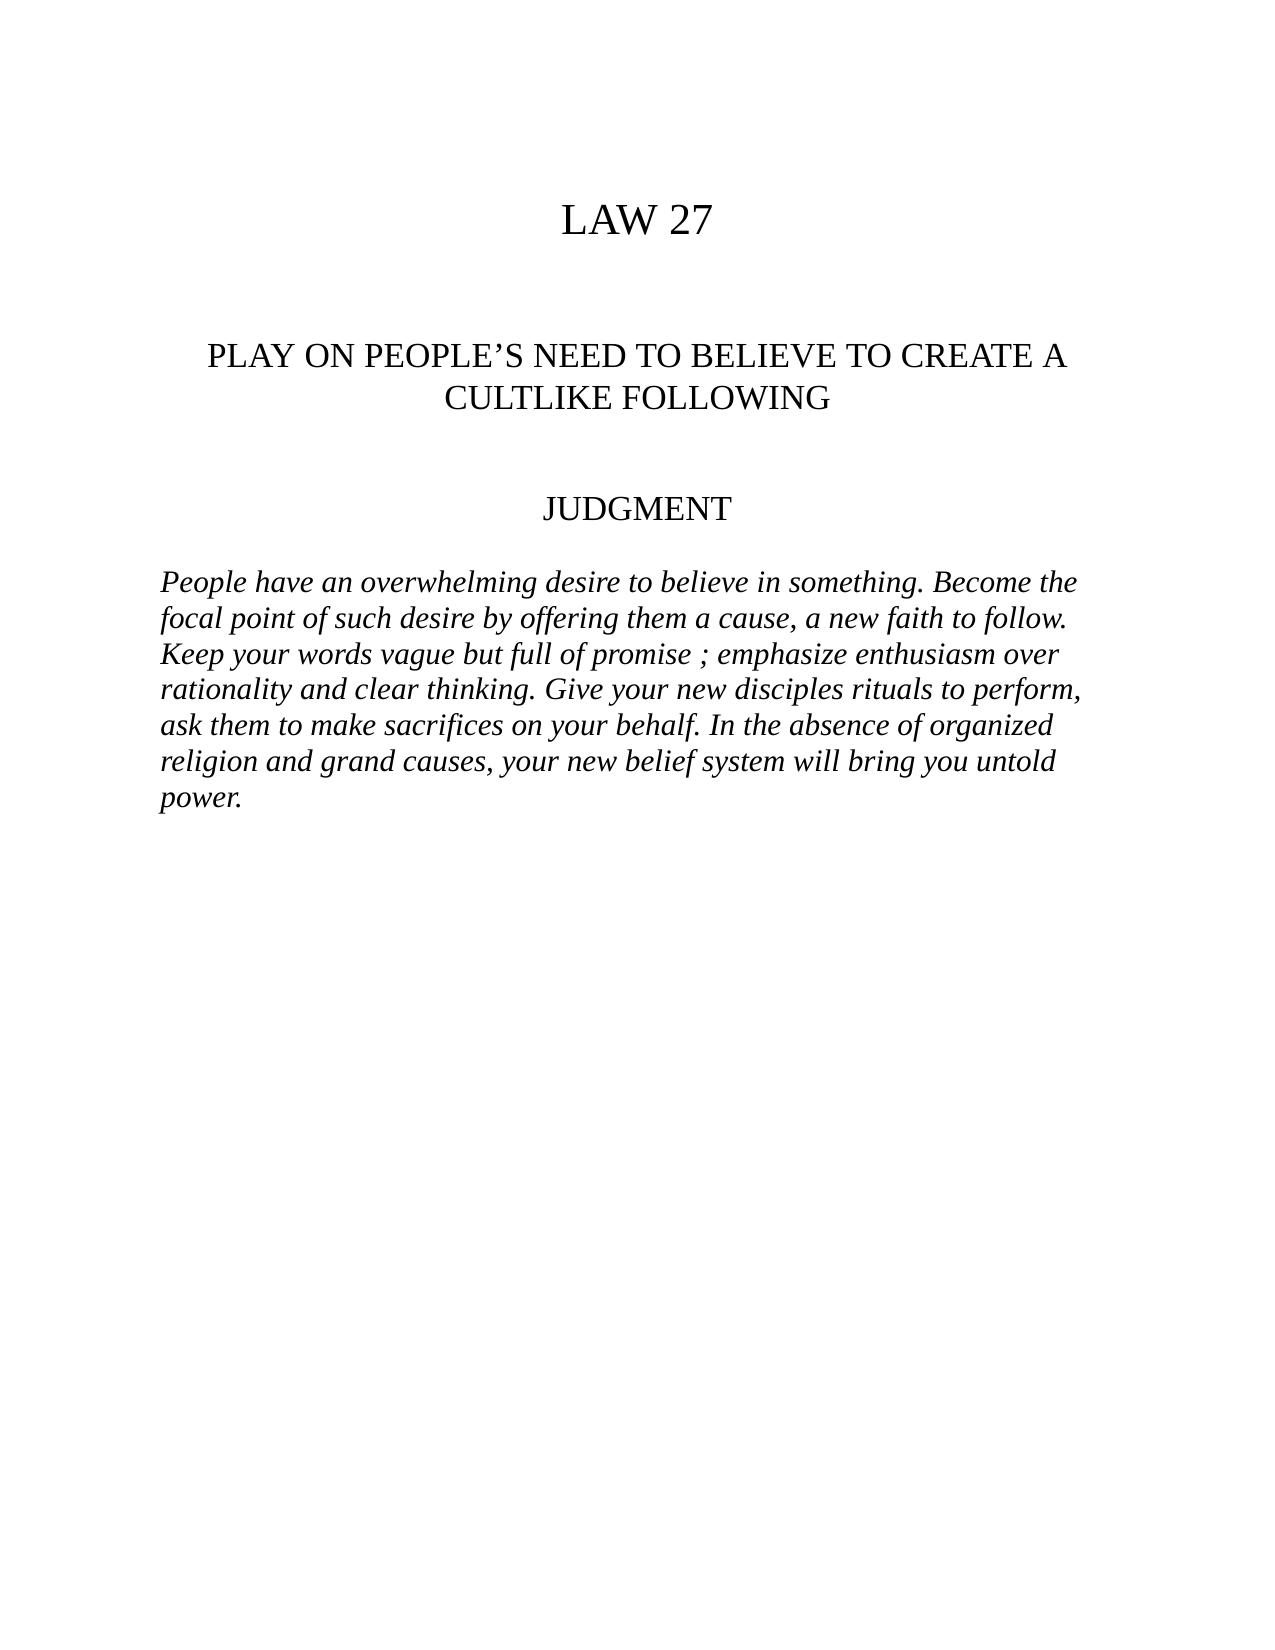 LAW 27
PLAY ON PEOPLE’S NEED TO BELIEVE TO CREATE A
CULTLIKE FOLLOWING
JUDGMENT
People have an overwhelming desire to believe in something. Become the
focal point of such desire by offering them a cause, a new faith to follow.
Keep your words vague but full of promise ; emphasize enthusiasm over
rationality and clear thinking. Give your new disciples rituals to perform,
ask them to make sacrifices on your behalf. In the absence of organized
religion and grand causes, your new belief system will bring you untold
power.